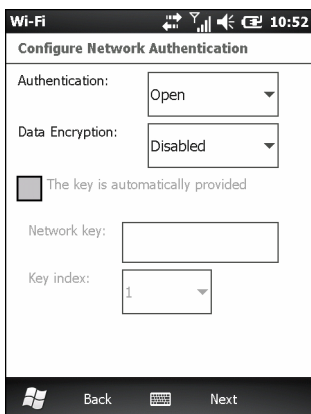 Wi-Fi 10:52
Configure Network Authentication
Authentication: Open
Data Encryption: Disabled
The key is automatically provided
Network key:
Key index: 1
Back Next